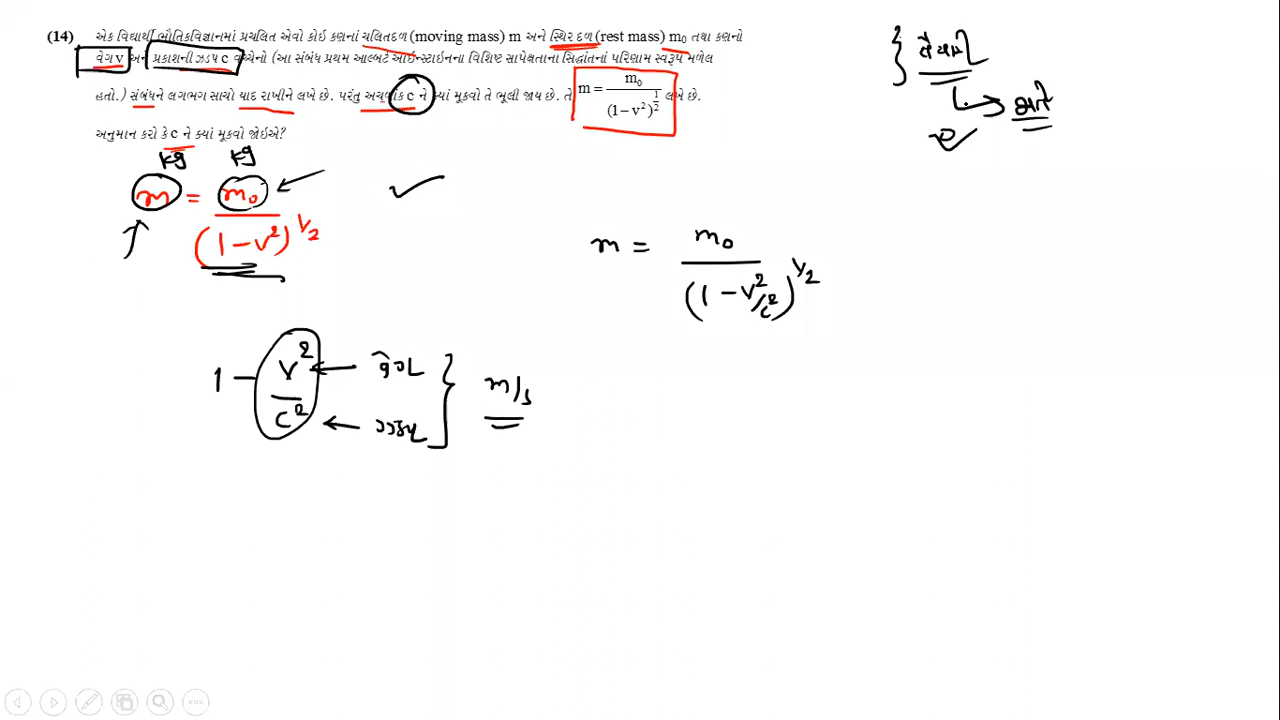 (14) એક વિદ્યાર્થી ભૌતિકવિજ્ઞાનમાં પ્રચલિત એવો કોઇ કણનાં ચલિતદળ (moving mass) m અને સ્થિર દળ (rest mass) m₀ તથા કણનો
વેગ v અને પ્રકાશની ઝડપ c વચ્ચેનો (આ સંબંધ પ્રથમ આલ્બર્ટ આઈન્સ્ટાઇનના વિશિષ્ટ સાપેક્ષતાના સિદ્ધાંતનાં પરિણામ સ્વરૂપ મળેલ
હતો.) સંબંધને લગભગ સાચો યાદ રાખીને લખે છે. પરંતુ અચળાંક c ને ક્યાં મૂકવો તે ભૂલી જાય છે. તે m = m₀ / (1 – v²)^(1/2) લખે છે.
અનુમાન કરો કે c ને ક્યાં મૂકવો જોઇએ?
kg kg
m = m₀ / (1 – v²)^(1/2)
m = m₀ / (1 – v²/c²)^(1/2)
1 – v²/c²
વેગ
ઝડપ
m/s